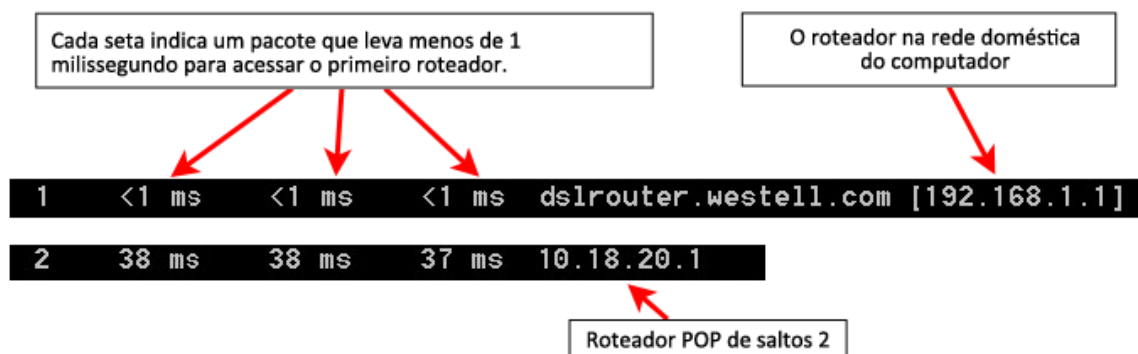 Cada seta indica um pacote que leva menos de 1
milissegundo para acessar o primeiro roteador.
O roteador na rede doméstica
do computador
1 <1 ms <1 ms <1 ms dslrouter.westell.com [192.168.1.1]
2 38 ms 38 ms 37 ms 10.18.20.1
Roteador POP de saltos 2